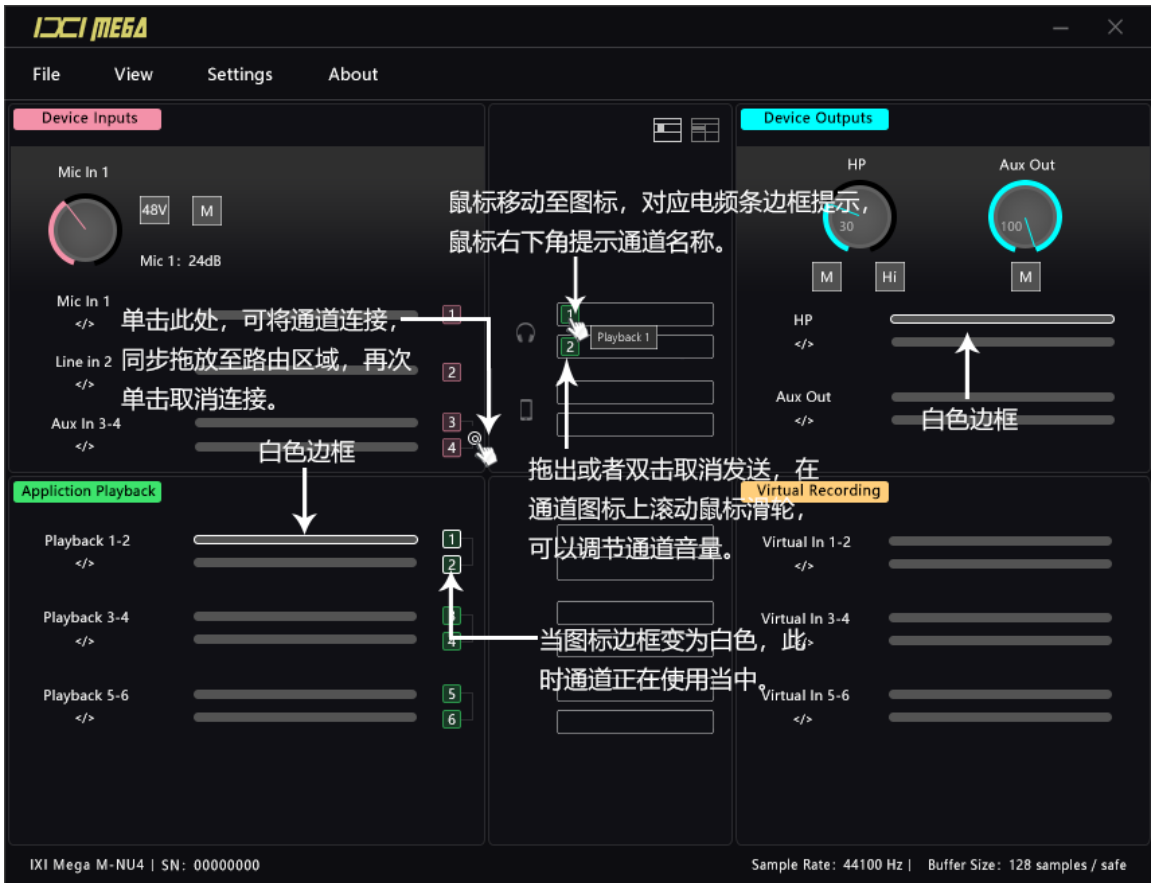 IXI MEGA
File View Settings About
Device Inputs
Mic In 1
48V M
Mic 1: 24dB
Mic In 1
</>
1
Line in 2
</>
2
Aux In 3-4
</>
3
4
单击此处，可将通道连接，
同步拖放至路由区域，再次
单击取消连接。
白色边框
鼠标移动至图标，对应电频条边框提示，
鼠标右下角提示通道名称。
1
Playback 1
2
拖出或者双击取消发送，在
通道图标上滚动鼠标滑轮，
可以调节通道音量。
Device Outputs
HP
30
M Hi
Aux Out
100
M
HP
</>
Aux Out
</>
白色边框
Appliction Playback
Playback 1-2
</>
1
2
Playback 3-4
</>
3
4
Playback 5-6
</>
5
6
当图标边框变为白色，此
时通道正在使用当中。
Virtual Recording
Virtual In 1-2
</>
Virtual In 3-4
</>
Virtual In 5-6
</>
IXI Mega M-NU4 | SN: 00000000
Sample Rate: 44100 Hz | Buffer Size: 128 samples / safe